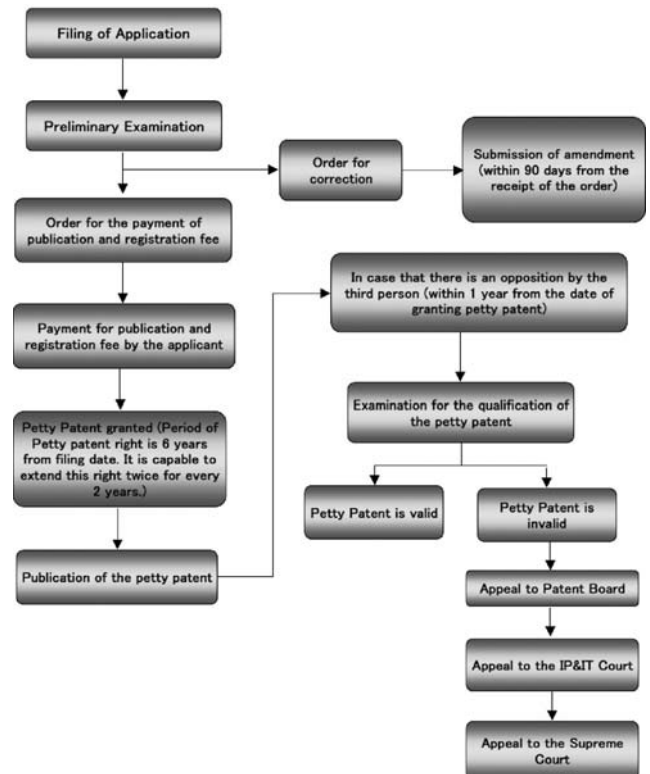 Filing of Application
Preliminary Examination
Order for
correction
Submission of amendment
(within 90 days from the
receipt of the order)
Order for the payment of
publication and registration fee
Payment for publication and
registration fee by the applicant
Petty Patent granted (Period of
Petty patent right is 6 years
from filing date. It is capable to
extend this right twice for every
2 years.)
Publication of the petty patent
In case that there is an opposition by the
third person (within 1 year from the date of
granting petty patent)
Examination for the qualification of
the petty patent
Petty Patent is valid
Petty Patent is
invalid
Appeal to Patent Board
Appeal to the IP&IT Court
Appeal to the Supreme
Court